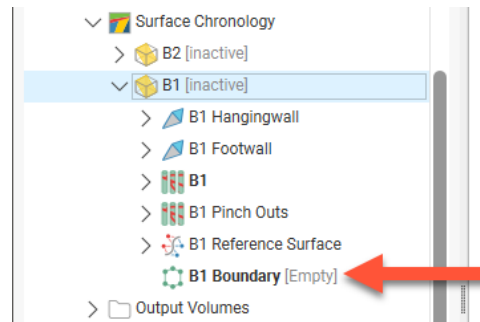 Surface Chronology
B2 [inactive]
B1 [inactive]
B1 Hangingwall
B1 Footwall
B1
B1 Pinch Outs
B1 Reference Surface
B1 Boundary [Empty]
Output Volumes